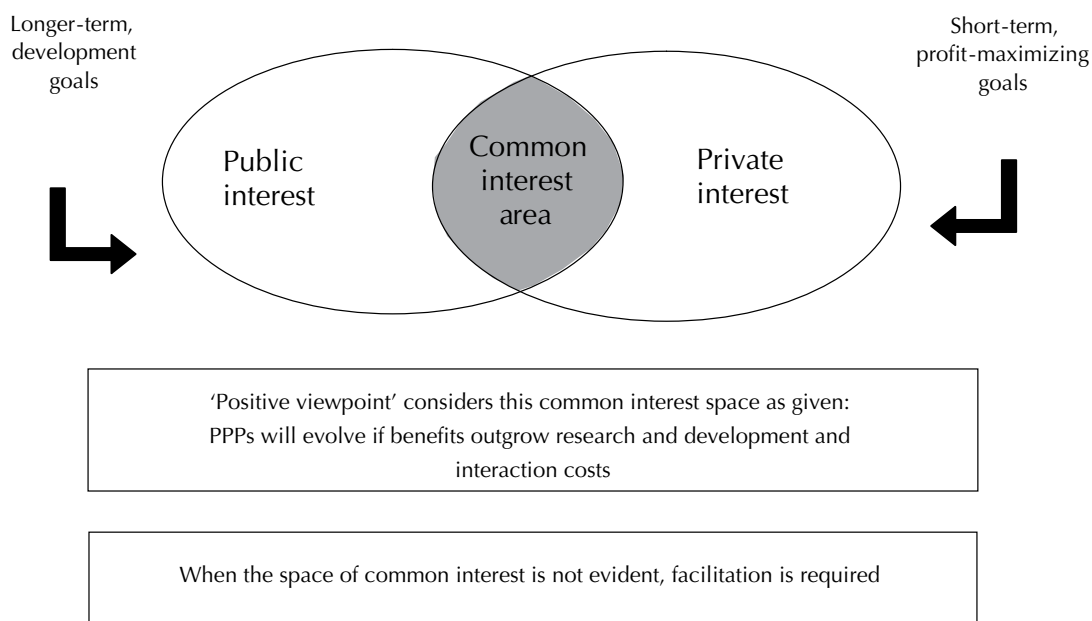 Longer-term,
development
goals
Short-term,
profit-maximizing
goals
Public
interest
Common
interest
area
Private
interest
‘Positive viewpoint’ considers this common interest space as given:
PPPs will evolve if benefits outgrow research and development and
interaction costs
When the space of common interest is not evident, facilitation is required